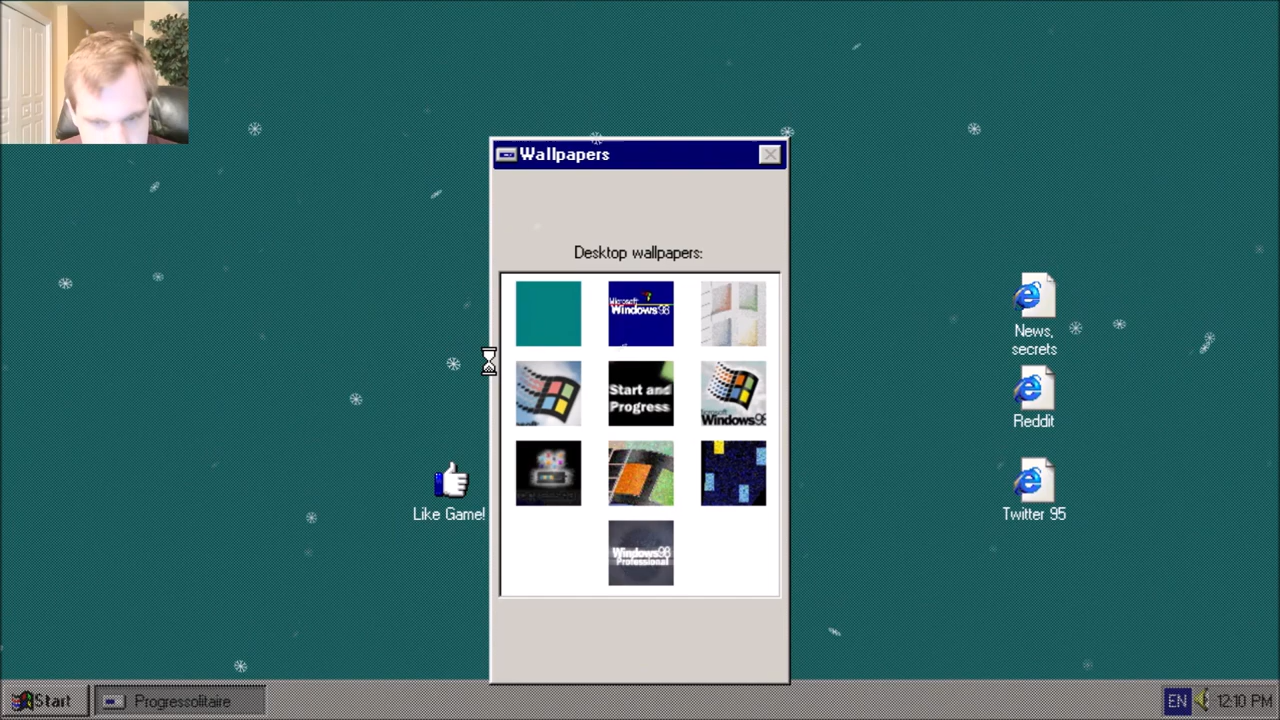 Wallpapers
Desktop wallpapers:
Microsoft
Windows98
Start and
Progress
Microsoft
Windows98
Windows98
Professional
News,
secrets
Reddit
Like Game!
Twitter 95
Start
Progressolitaire
EN
12:10 PM